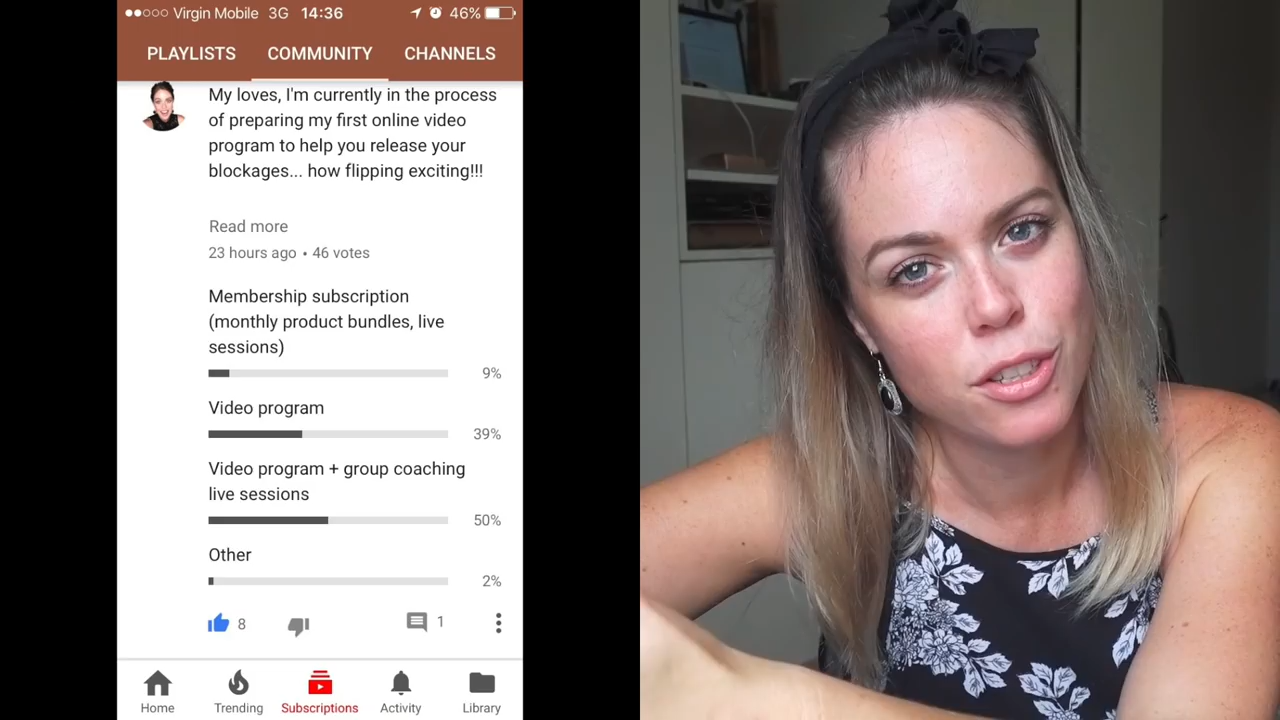 Virgin Mobile 3G 14:36 46%
PLAYLISTS COMMUNITY CHANNELS
My loves, I'm currently in the process
of preparing my first online video
program to help you release your
blockages... how flipping exciting!!!
Read more
23 hours ago • 46 votes
Membership subscription
(monthly product bundles, live
sessions)
9%
Video program
39%
Video program + group coaching
live sessions
50%
Other
2%
8 1
Home Trending Subscriptions Activity Library